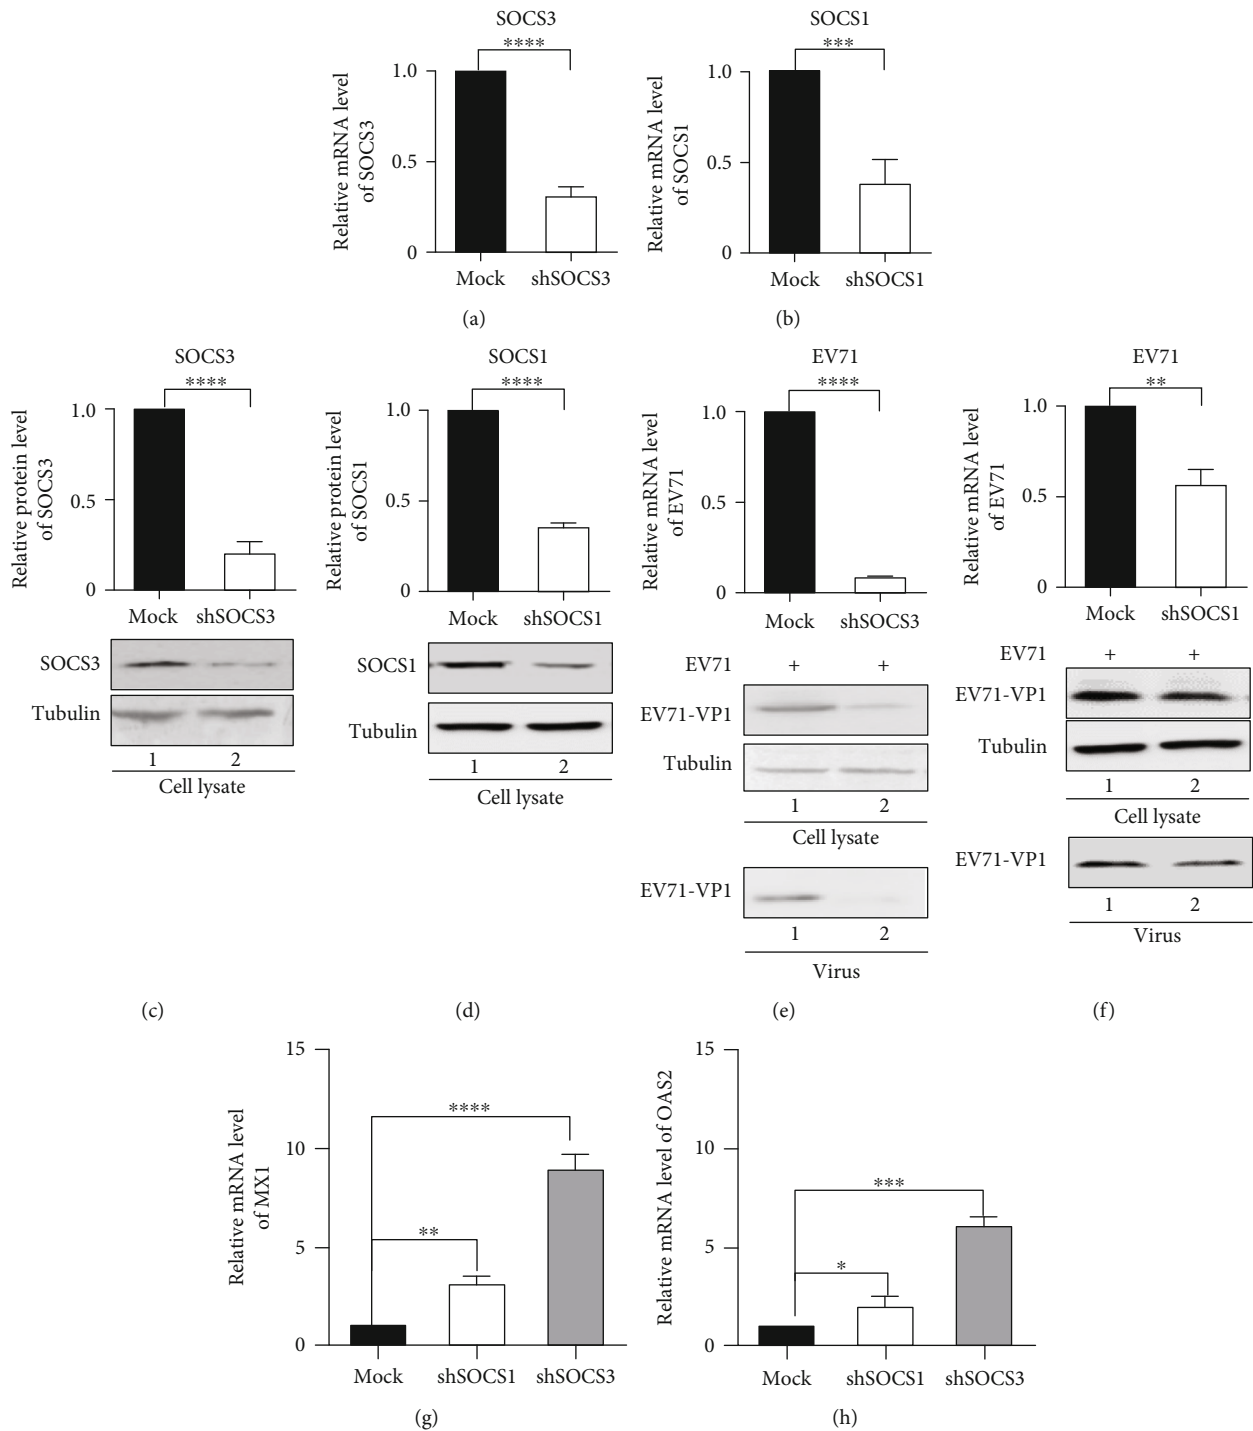 SOCS3
****
Relative mRNA level
of SOCS3
1.0
0.5
0
Mock
shSOCS3
(a)
SOCS1
***
Relative mRNA level
of SOCS1
1.0
0.5
0
Mock
shSOCS1
(b)
SOCS3
****
Relative protein level
of SOCS3
1.0
0.5
0
Mock
shSOCS3
SOCS3
Tubulin
1
2
Cell lysate
(c)
SOCS1
****
Relative protein level
of SOCS1
1.0
0.5
0
Mock
shSOCS1
SOCS1
Tubulin
1
2
Cell lysate
(d)
EV71
****
Relative mRNA level
of EV71
1.0
0.5
0
Mock
shSOCS3
EV71 + +
EV71-VP1
Tubulin
1
2
Cell lysate
EV71-VP1
1
2
Virus
(e)
EV71
**
Relative mRNA level
of EV71
1.0
0.5
0
Mock
shSOCS1
EV71 + +
EV71-VP1
Tubulin
1
2
Cell lysate
EV71-VP1
1
2
Virus
(f)
Relative mRNA level
of MX1
15
10
5
0
****
**
Mock
shSOCS1
shSOCS3
(g)
Relative mRNA level of OAS2
15
10
5
0
***
*
Mock
shSOCS1
shSOCS3
(h)